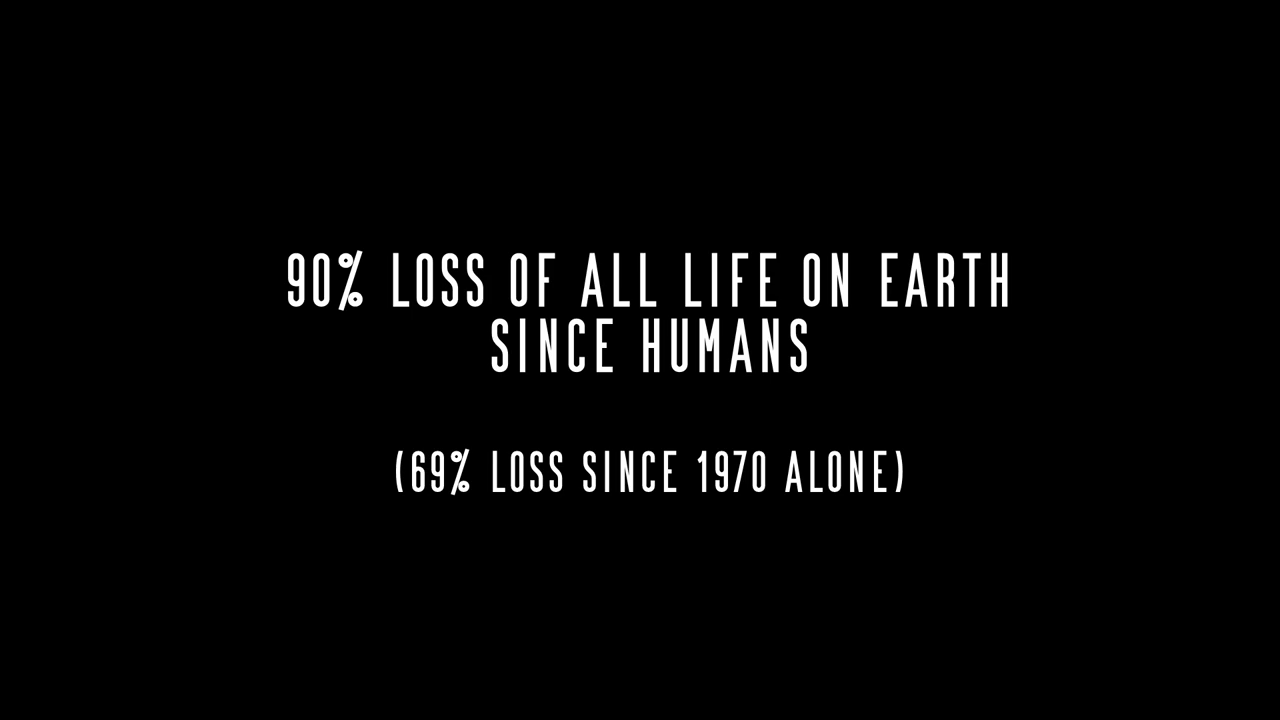 90% LOSS OF ALL LIFE ON EARTH
SINCE HUMANS
(69% LOSS SINCE 1970 ALONE)